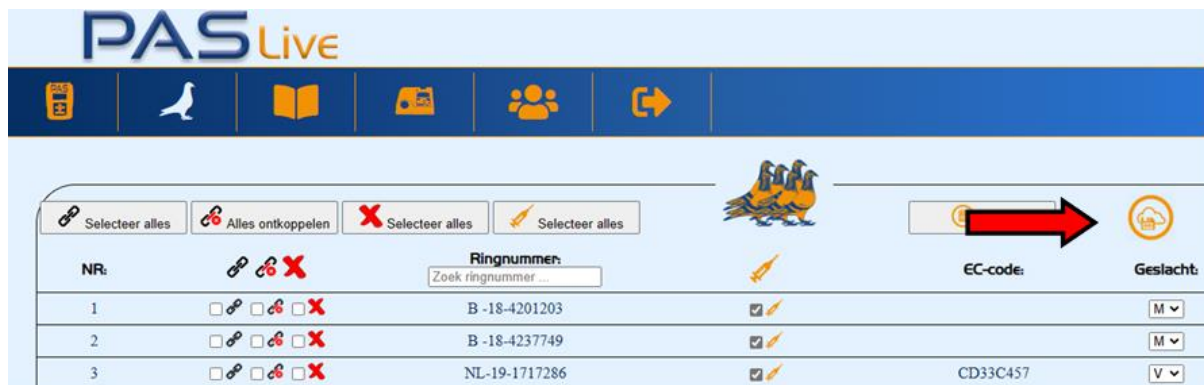 PAS Live
PAS
Selecteer alles Alles ontkoppelen Selecteer alles Selecteer alles
NR: Ringnummer: EC-code: Geslacht:
Zoek ringnummer ...
1 B -18-4201203 M
2 B -18-4237749 M
3 NL-19-1717286 CD33C457 V